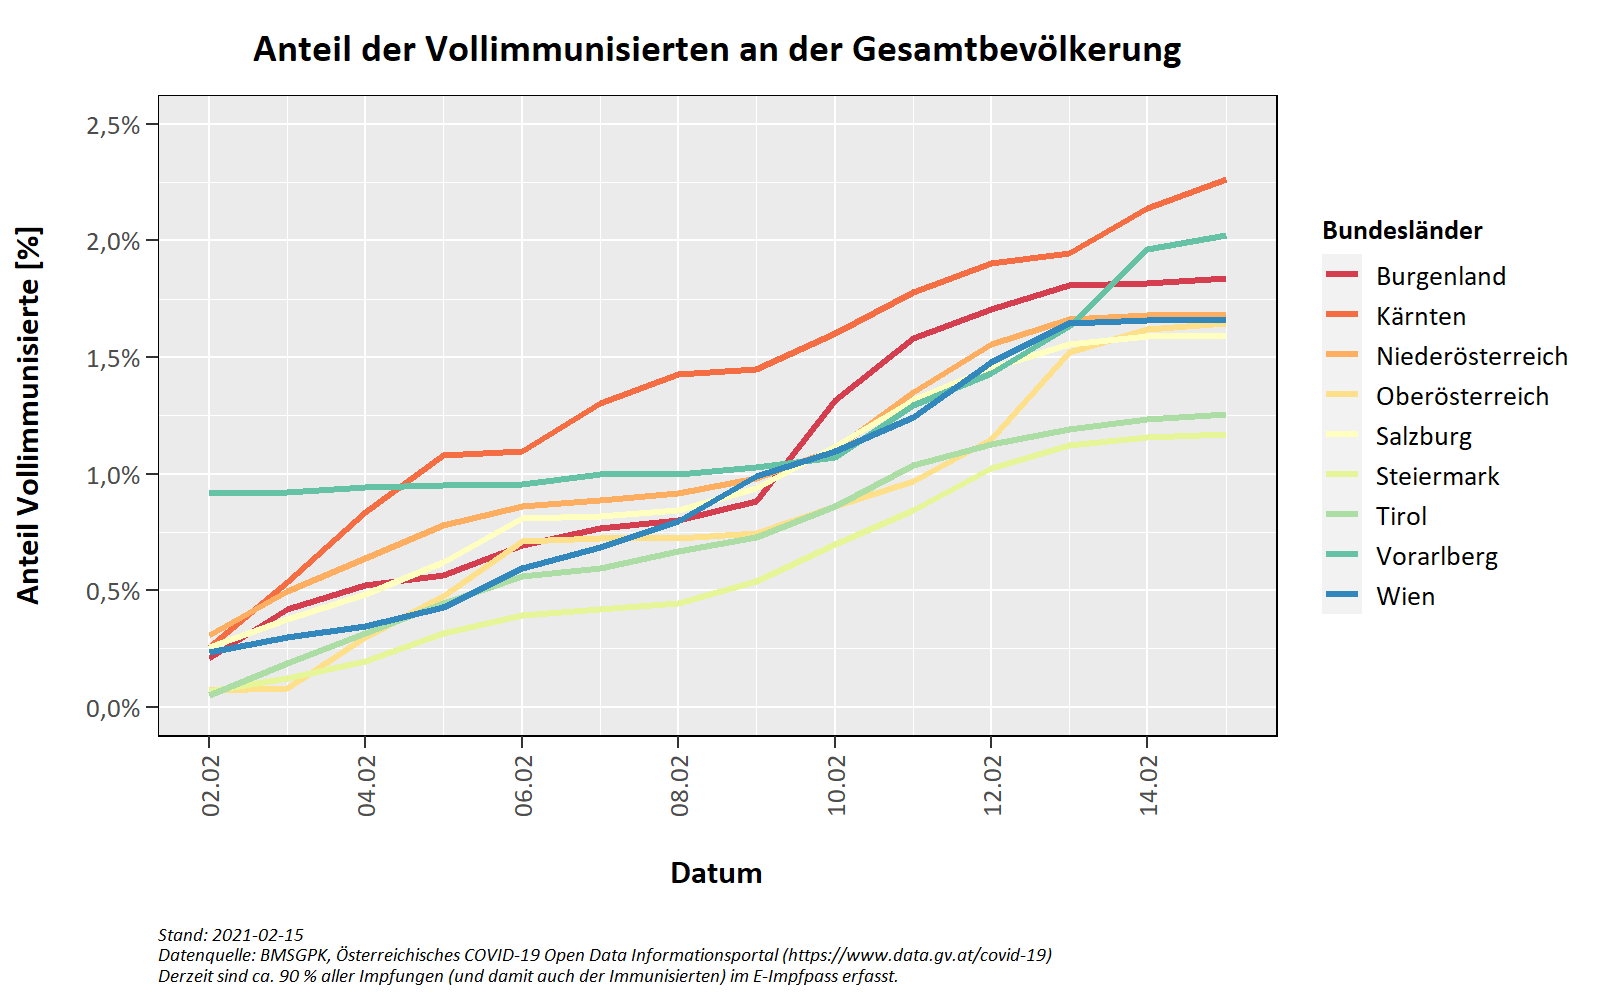 Anteil der Vollimmunisierten an der Gesamtbevölkerung
Anteil Vollimmunisierte [%]
2,5%
2,0%
1,5%
1,0%
0,5%
0,0%
02.02
04.02
06.02
08.02
10.02
12.02
14.02
Datum
Bundesländer
Burgenland
Kärnten
Niederösterreich
Oberösterreich
Salzburg
Steiermark
Tirol
Vorarlberg
Wien
Stand: 2021-02-15
Datenquelle: BMSGPK, Österreichisches COVID-19 Open Data Informationsportal (https://www.data.gv.at/covid-19)
Derzeit sind ca. 90 % aller Impfungen (und damit auch der Immunisierten) im E-Impfpass erfasst.